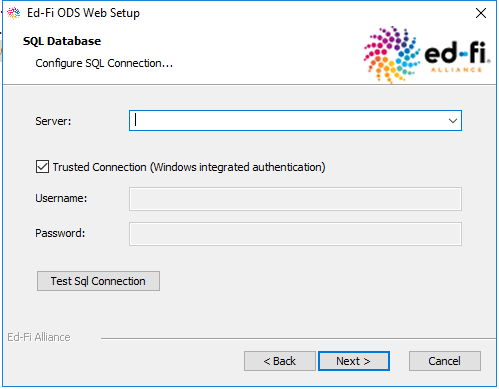 Ed-Fi ODS Web Setup
SQL Database
Configure SQL Connection...
ed-fi
ALLIANCE
Server:
Trusted Connection (Windows integrated authentication)
Username:
Password:
Test Sql Connection
Ed-Fi Alliance
< Back Next > Cancel